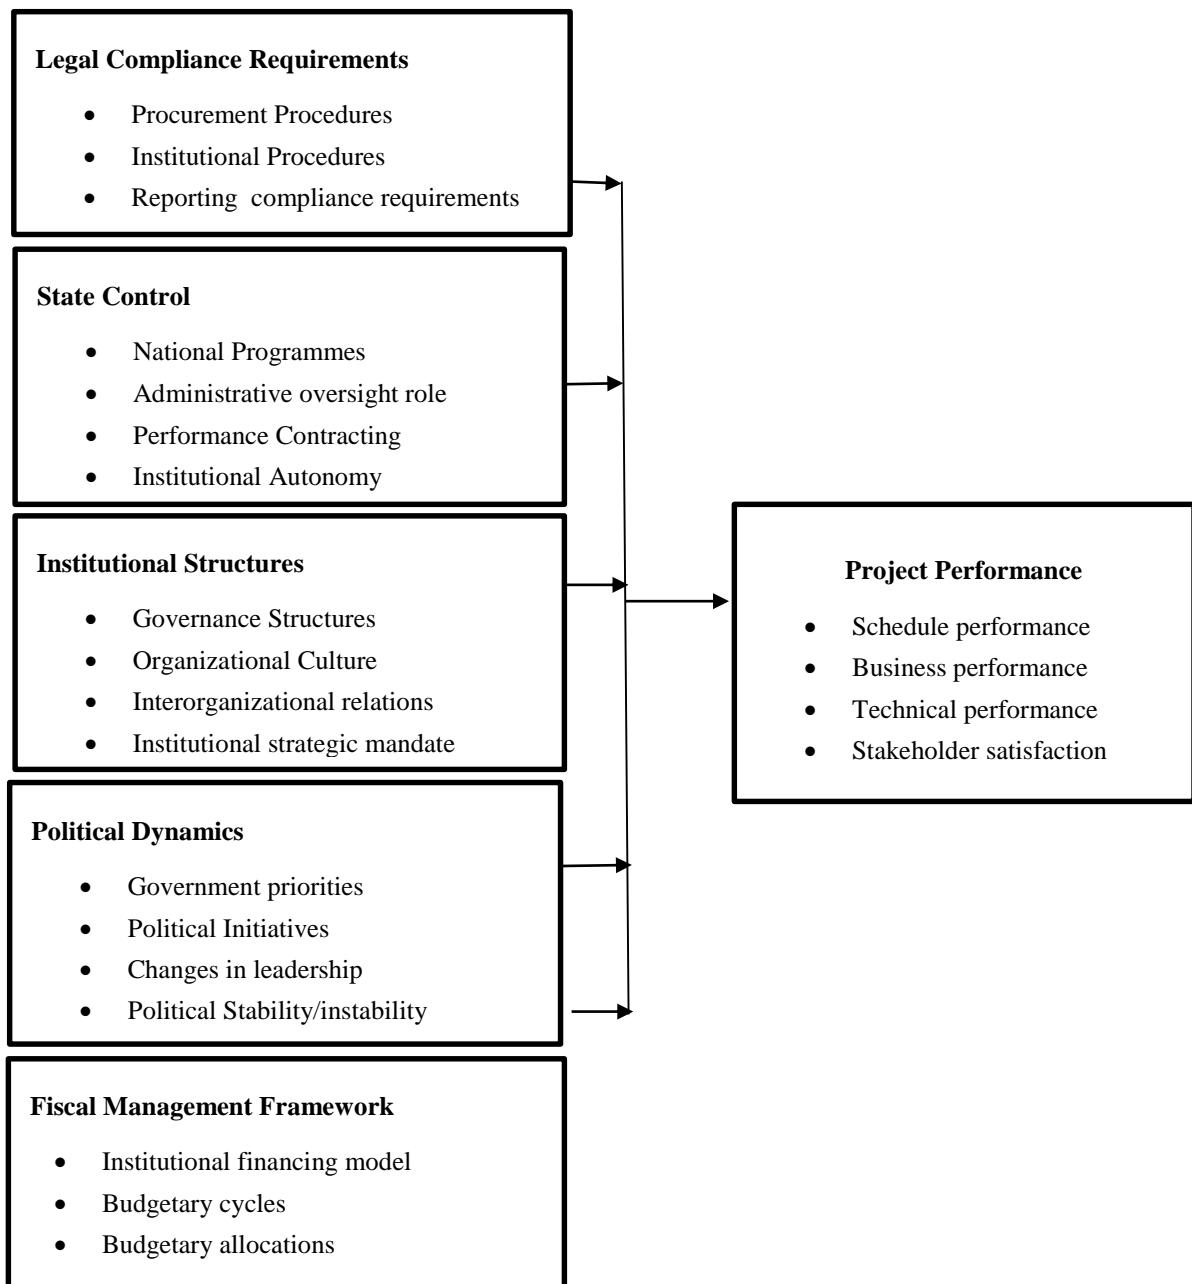 Legal Compliance Requirements
• Procurement Procedures
• Institutional Procedures
• Reporting compliance requirements
State Control
• National Programmes
• Administrative oversight role
• Performance Contracting
• Institutional Autonomy
Institutional Structures
• Governance Structures
• Organizational Culture
• Interorganizational relations
• Institutional strategic mandate
Political Dynamics
• Government priorities
• Political Initiatives
• Changes in leadership
• Political Stability/instability
Fiscal Management Framework
• Institutional financing model
• Budgetary cycles
• Budgetary allocations
Project Performance
• Schedule performance
• Business performance
• Technical performance
• Stakeholder satisfaction